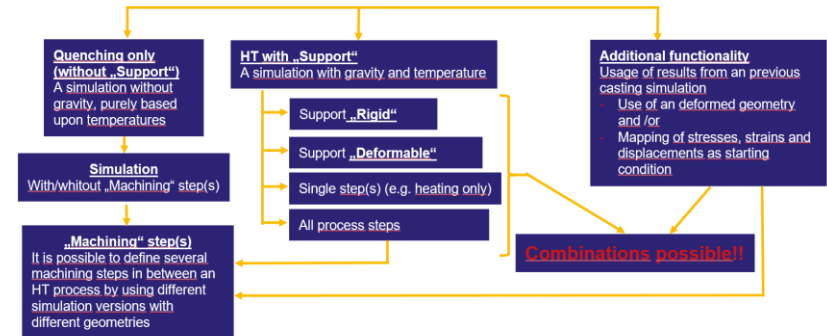 Quenching only
(without „Support“)
A simulation without
gravity, purely based
upon temperatures
Simulation
With/whitout „Machining“ step(s)
„Machining“ step(s)
It is possible to define several
machining steps in between an
HT process by using different
simulation versions with
different geometries
HT with „Support“
A simulation with gravity and temperature
Support „Rigid“
Support „Deformable“
Single step(s) (e.g. heating only)
All process steps
Additional functionality
Usage of results from an previous
casting simulation
- Use of an deformed geometry
and /or
- Mapping of stresses, strains and
displacements as starting
condition
Combinations possible!!